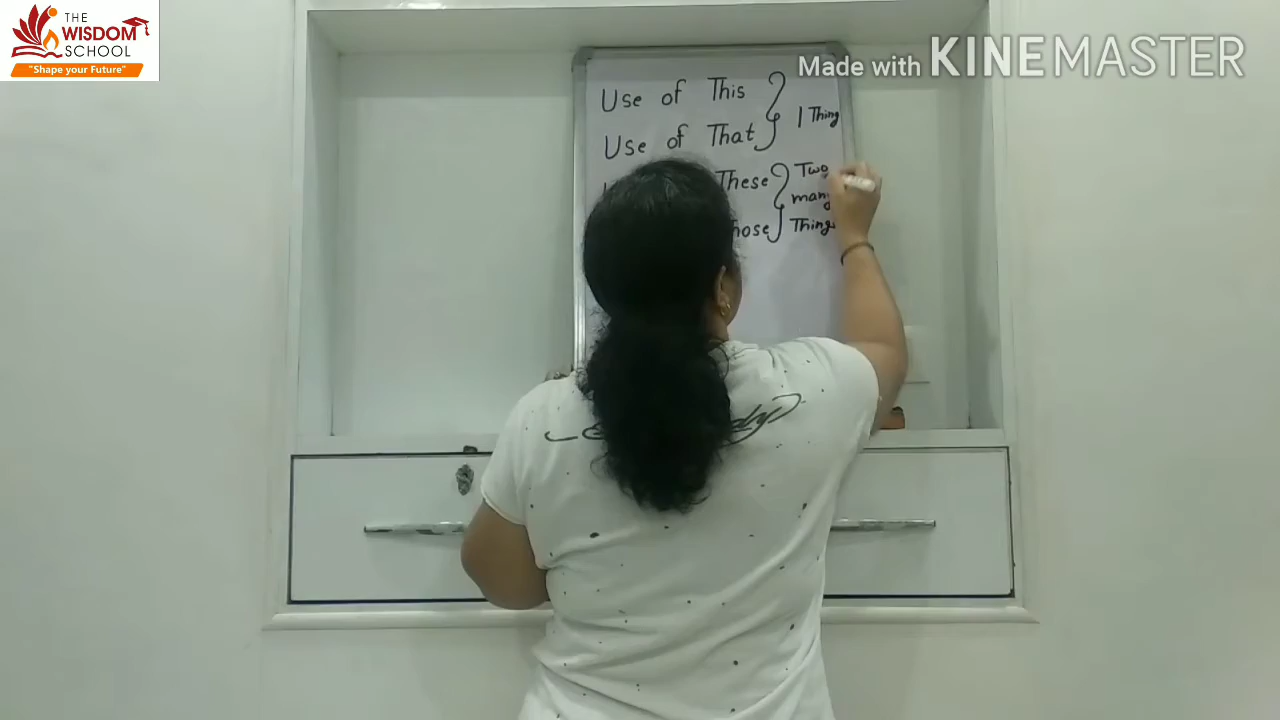 THE
WISDOM
SCHOOL
"Shape your Future"
Made with KINEMASTER
Use of This
Use of That
1 Thing
These
Two
many
Things